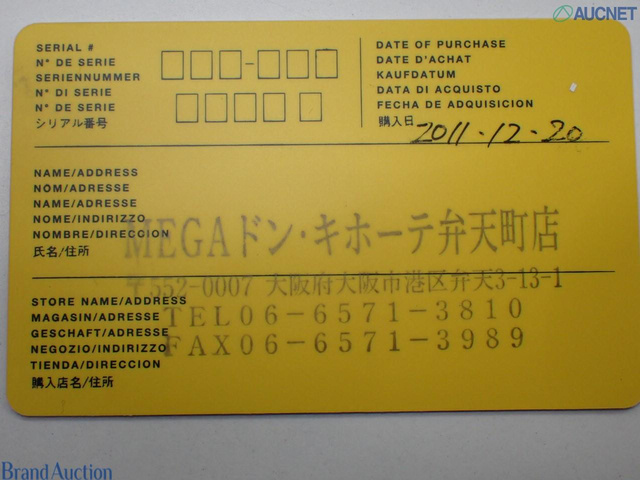 AUCNET
SERIAL #
N° DE SERIE
SERIENNUMMER
N° DI SERIE
N° DE SERIE
シリアル番号
DATE OF PURCHASE
DATE D'ACHAT
KAUFDATUM
DATA DI ACQUISTO
FECHA DE ADQUISICION
購入日
2011.12.20
NAME/ADDRESS
NOM/ADRESSE
NAME/ADRESSE
NOME/INDIRIZZO
NOMBRE/DIRECCION
氏名/住所
MEGAドン・キホーテ弁天町店
〒552-0007 大阪府大阪市港区弁天3-13-1
TEL06-6571-3810
FAX06-6571-3989
STORE NAME/ADDRESS
MAGASIN/ADRESSE
GESCHAFT/ADRESSE
NEGOZIO/INDIRIZZO
TIENDA/DIRECCION
購入店名/住所
Brand Auction